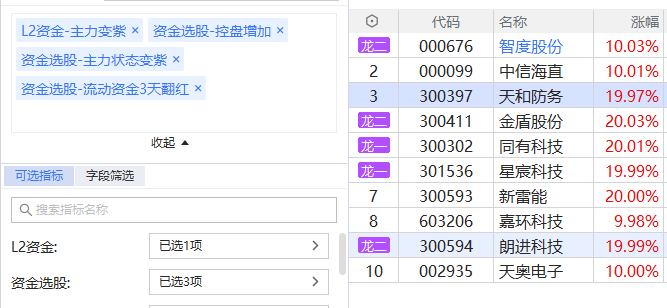 L2资金-主力变紫 × 资金选股-控盘增加 ×
资金选股-主力状态变紫 ×
资金选股-流动资金3天翻红 ×
收起
可选指标 字段筛选
搜索指标名称
L2资金: 已选1项
资金选股: 已选3项
代码 名称 涨幅
龙二 000676 智度股份 10.03%
2 000099 中信海直 10.01%
3 300397 天和防务 19.97%
龙二 300411 金盾股份 20.03%
龙一 300302 同有科技 20.01%
龙一 301536 星宸科技 19.99%
7 300593 新雷能 20.00%
8 603206 嘉环科技 9.98%
龙二 300594 朗进科技 19.99%
10 002935 天奥电子 10.00%